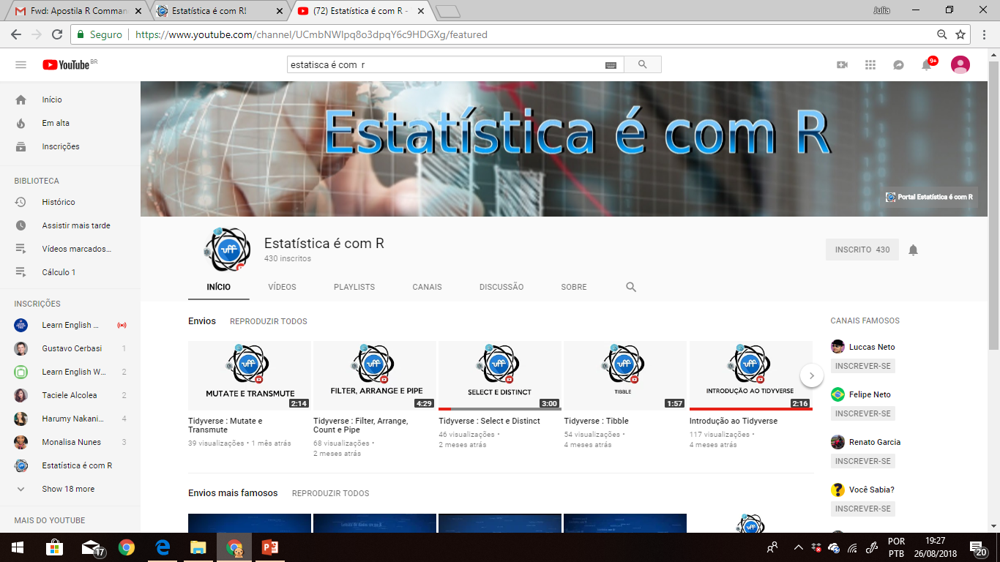 Fwd: Apostila R Comman
Estatística é com R!
(72) Estatística é com R -
Julia
Seguro
https://www.youtube.com/channel/UCmbNWlpq8o3dpqY6c9HDGXg/featured
YouTube BR
estatisca é com r
9+
Início
Em alta
Inscrições
BIBLIOTECA
Histórico
Assistir mais tarde
Vídeos marcados...
Cálculo 1
INSCRIÇÕES
Learn English ...
Gustavo Cerbasi 1
Learn English W... 2
Taciele Alcolea 2
Harumy Nakani... 4
Monalisa Nunes 3
Estatística é com R
Show 18 more
MAIS DO YOUTUBE
Estatística é com R
Portal Estatística é com R
uff
Estatística é com R
430 inscritos
INSCRITO 430
INÍCIO VÍDEOS PLAYLISTS CANAIS DISCUSSÃO SOBRE
Envios REPRODUZIR TODOS
uff
MUTATE E TRANSMUTE
2:14
Tidyverse : Mutate e
Transmute
39 visualizações • 1 mês atrás
uff
FILTER, ARRANGE E PIPE
4:29
Tidyverse : Filter, Arrange,
Count e Pipe
68 visualizações •
2 meses atrás
uff
SELECT E DISTINCT
3:00
Tidyverse : Select e Distinct
46 visualizações •
2 meses atrás
uff
TIBBLE
1:57
Tidyverse : Tibble
54 visualizações •
4 meses atrás
uff
INTRODUÇÃO AO TIDYVERSE
2:16
Introdução ao Tidyverse
117 visualizações •
4 meses atrás
Envios mais famosos REPRODUZIR TODOS
CANAIS FAMOSOS
Luccas Neto
INSCREVER-SE
Felipe Neto
INSCREVER-SE
Renato Garcia
INSCREVER-SE
Você Sabia?
INSCREVER-SE
17
POR
PTB
19:27
26/08/2018
20